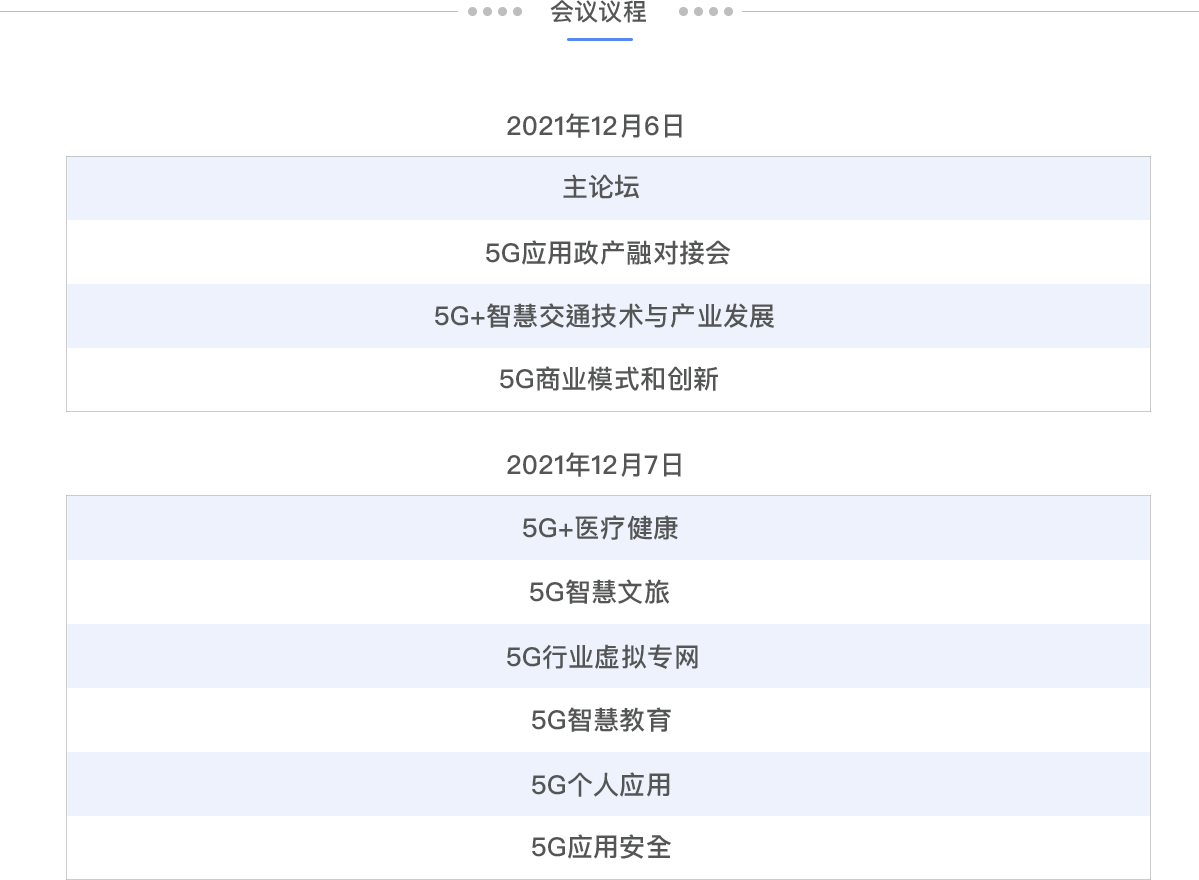 会议议程
2021年12月6日
主论坛
5G应用政产融对接会
5G+智慧交通技术与产业发展
5G商业模式和创新
2021年12月7日
5G+医疗健康
5G智慧文旅
5G行业虚拟专网
5G智慧教育
5G个人应用
5G应用安全